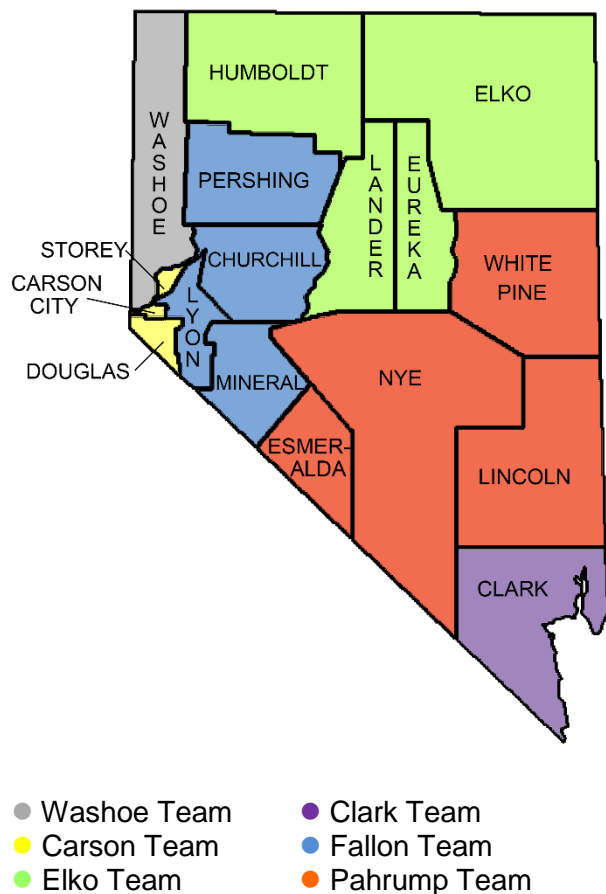 HUMBOLDT
ELKO
WASHOE
LANDER
EUREKA
PERSHING
STOREY
CHURCHILL
WHITE
PINE
CARSON
CITY
LYON
DOUGLAS
MINERAL
NYE
ESMER-
ALDA
LINCOLN
CLARK
Washoe Team
Carson Team
Elko Team
Clark Team
Fallon Team
Pahrump Team